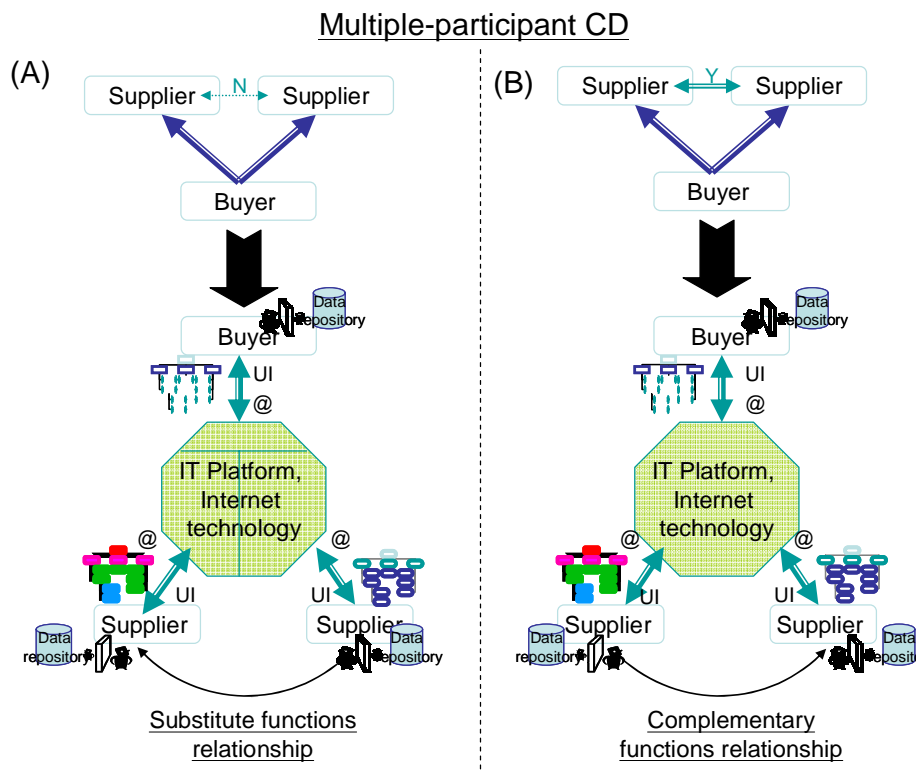 Multiple-participant CD
(A)
N
Supplier
Supplier
Buyer
Data
repository
Buyer
UI
@
IT Platform,
Internet
technology
@
@
UI
UI
Supplier
Supplier
Data
repository
Data
repository
Substitute functions
relationship
(B)
Y
Supplier
Supplier
Buyer
Data
repository
Buyer
UI
@
IT Platform,
Internet
technology
@
@
UI
UI
Supplier
Supplier
Data
repository
Data
repository
Complementary
functions relationship